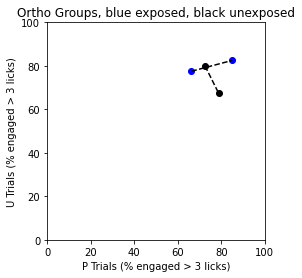 Ortho Groups, blue exposed, black unexposed
100
80
60
40
20
0
U Trials (% engaged > 3 licks)
0 20 40 60 80 100
P Trials (% engaged > 3 licks)